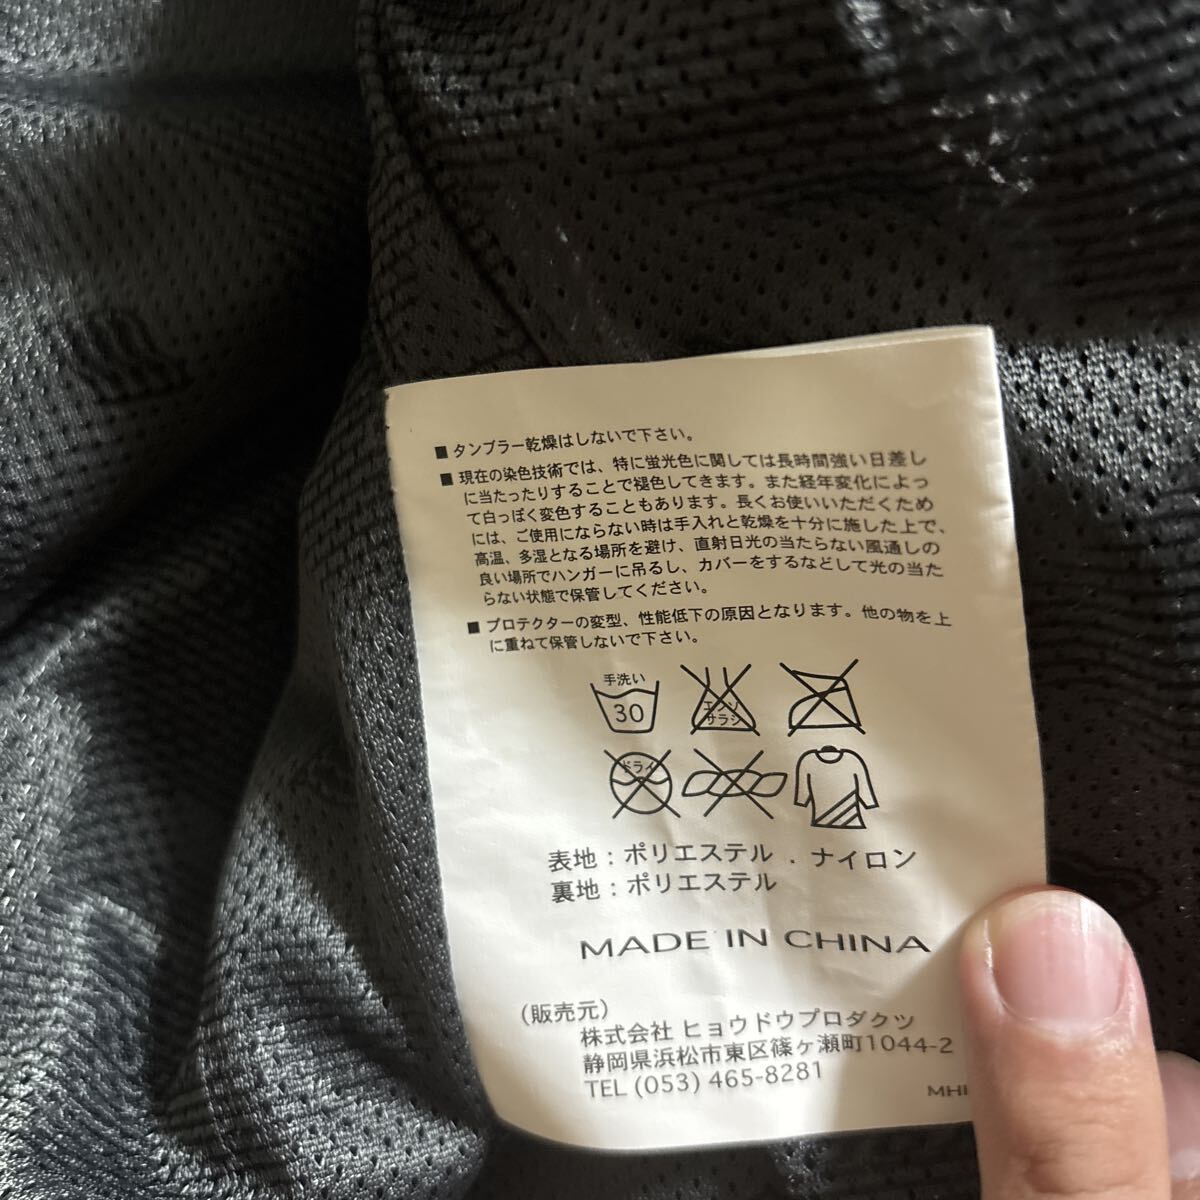 ■ タンブラー乾燥はしないで下さい。
■ 現在の染色技術では、特に蛍光色に関しては長時間強い日差し
に当たったりすることで褪色してきます。また経年変化によっ
て白っぽく変色することもあります。長くお使いいただくため
には、ご使用にならない時は手入れと乾燥を十分に施した上で、
高温、多湿となる場所を避け、直射日光の当たらない風通しの
良い場所でハンガーに吊るし、カバーをするなどして光の当た
らない状態で保管してください。
■ プロテクターの変型、性能低下の原因となります。他の物を上
に重ねて保管しないで下さい。
手洗い
30
エンソ
サラシ
ドライ
表地：ポリエステル．ナイロン
裏地：ポリエステル
MADE IN CHINA
（販売元）
株式会社 ヒョウドウプロダクツ
静岡県浜松市東区篠ヶ瀬町1044-2
TEL (053) 465-8281